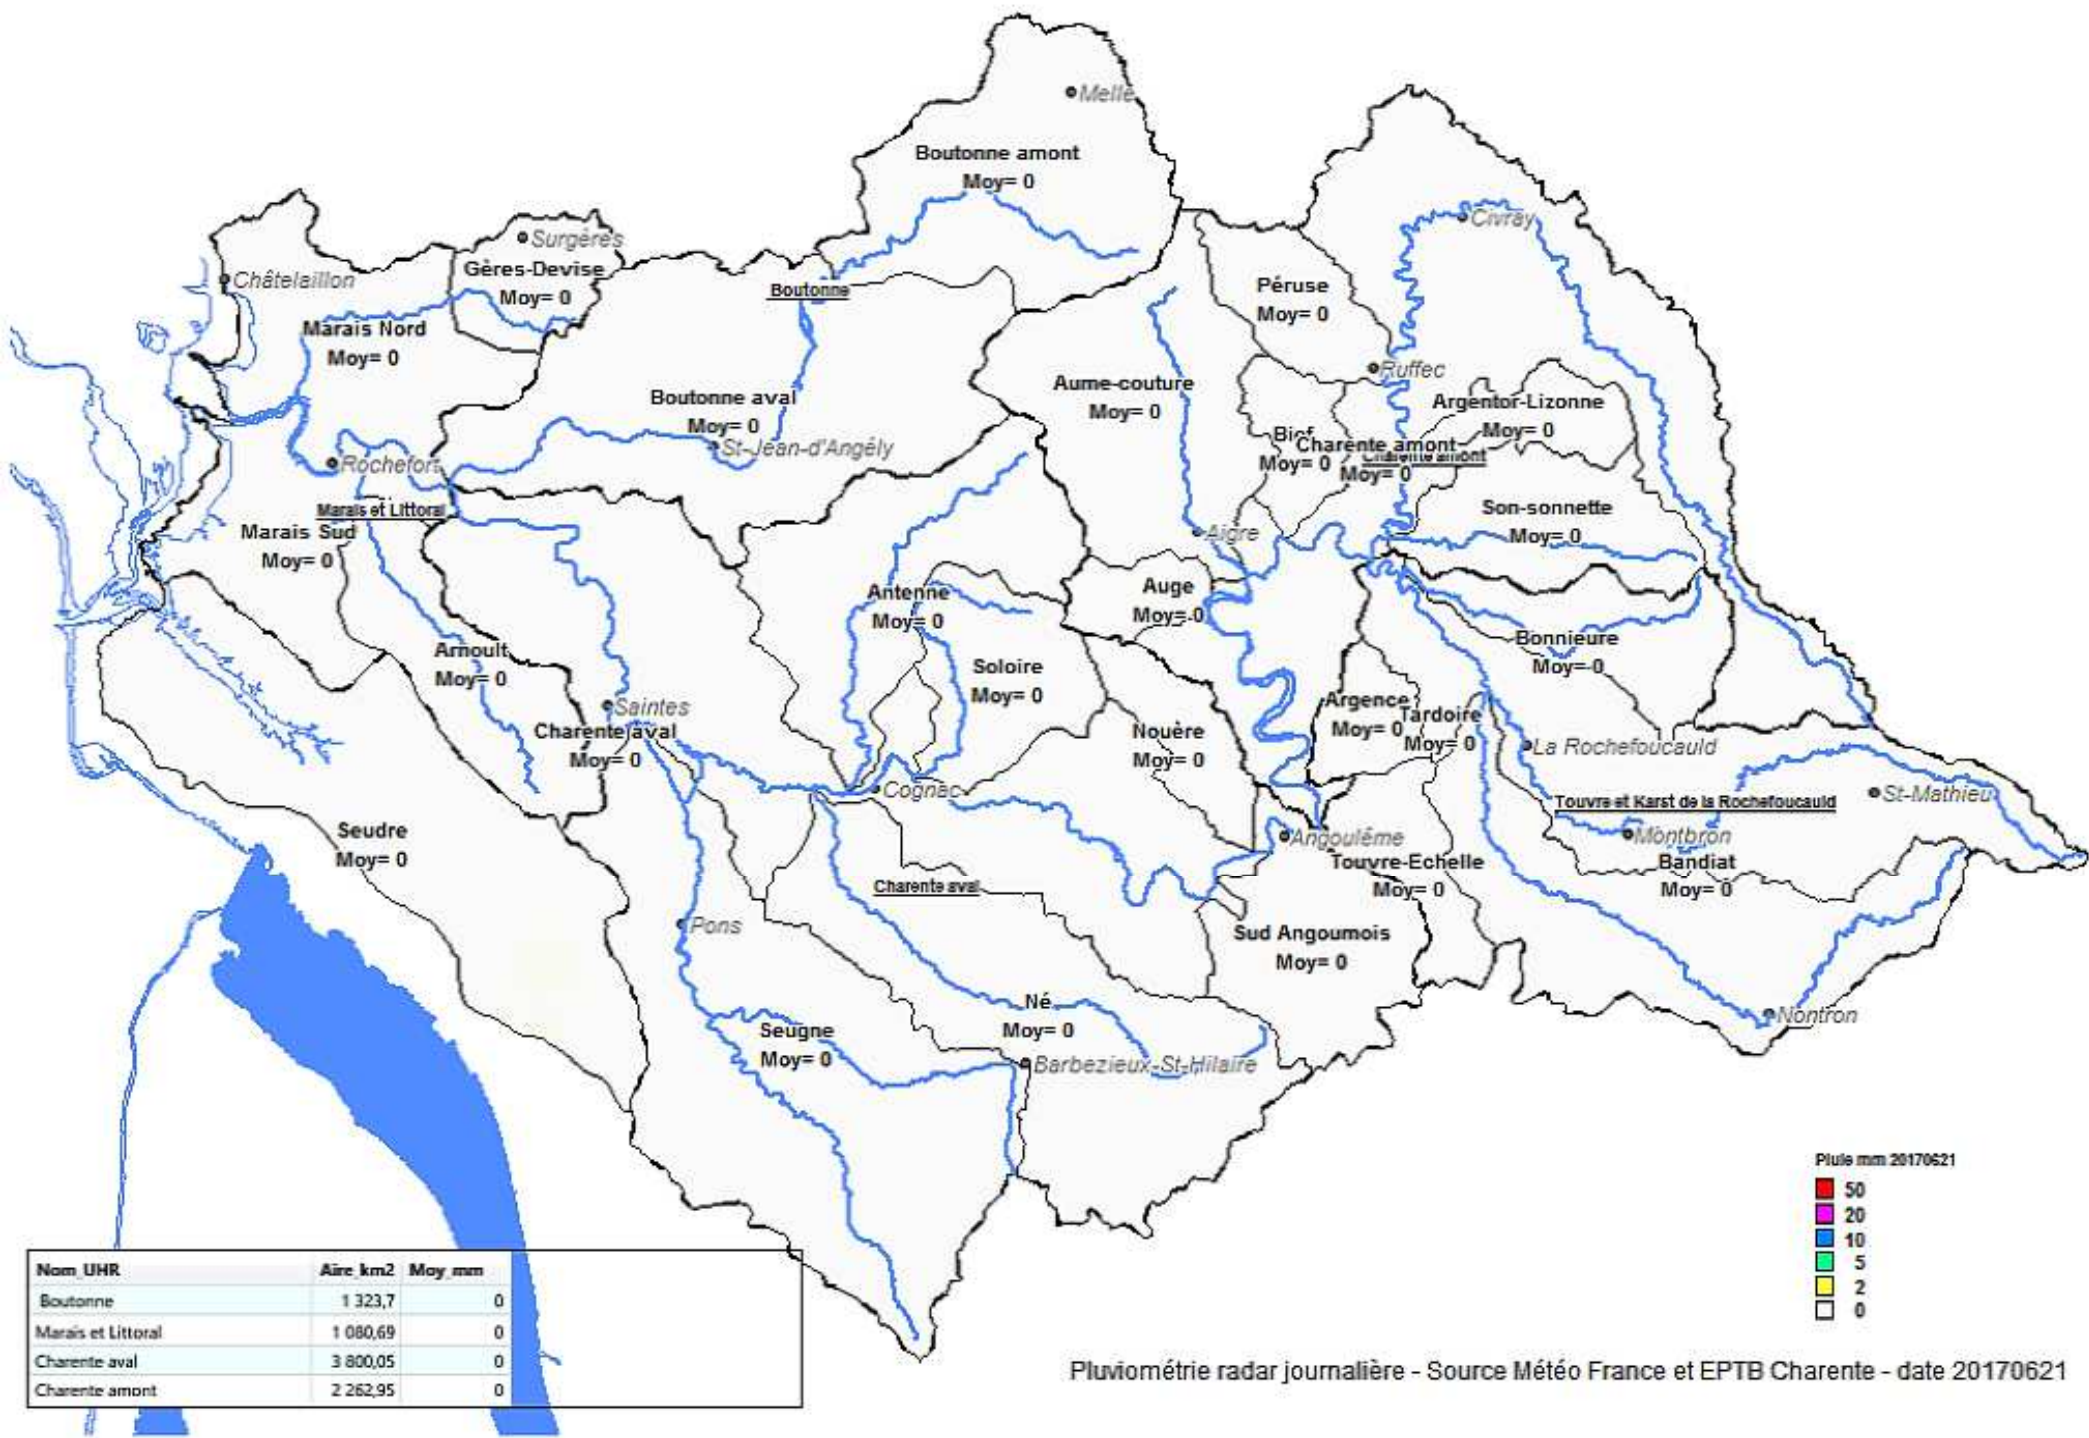 Melle
Boutonne amont
Moy= 0
Civray
Surgères
Gères-Devise
Moy= 0
Châtelaillon
Boutonne
Péruse
Moy= 0
Marais Nord
Moy= 0
Ruffec
Aume-couture
Moy= 0
Boutonne aval
Moy= 0
St-Jean-d'Angély
Argentor-Lizonne
Moy= 0
Bief
Moy= 0
Charente amont
Moy= 0
Charente amont
Rochefort
Marais et Littoral
Marais Sud
Moy= 0
Son-sonnette
Moy= 0
Aigre
Antenne
Moy= 0
Auge
Moy= 0
Bonnieure
Moy= 0
Arnoult
Moy= 0
Soloire
Moy= 0
Saintes
Charente aval
Moy= 0
Nouère
Moy= 0
Argence
Moy= 0
Tardoire
Moy= 0
La Rochefoucauld
Cognac
St-Mathieu
Touvre et Karst de la Rochefoucauld
Seudre
Moy= 0
Angoulême
Montbron
Touvre-Echelle
Moy= 0
Bandiat
Moy= 0
Charente aval
Pons
Sud Angoumois
Moy= 0
Né
Moy= 0
Nontron
Seugne
Moy= 0
Barbezieux-St-Hilaire
Pluie mm 20170621
50
20
10
5
2
0
Nom_UHR Aire_km2 Moy_mm
Boutonne 1 323,7 0
Marais et Littoral 1 080,69 0
Charente aval 3 800,05 0
Charente amont 2 262,95 0
Pluviométrie radar journalière - Source Météo France et EPTB Charente - date 20170621